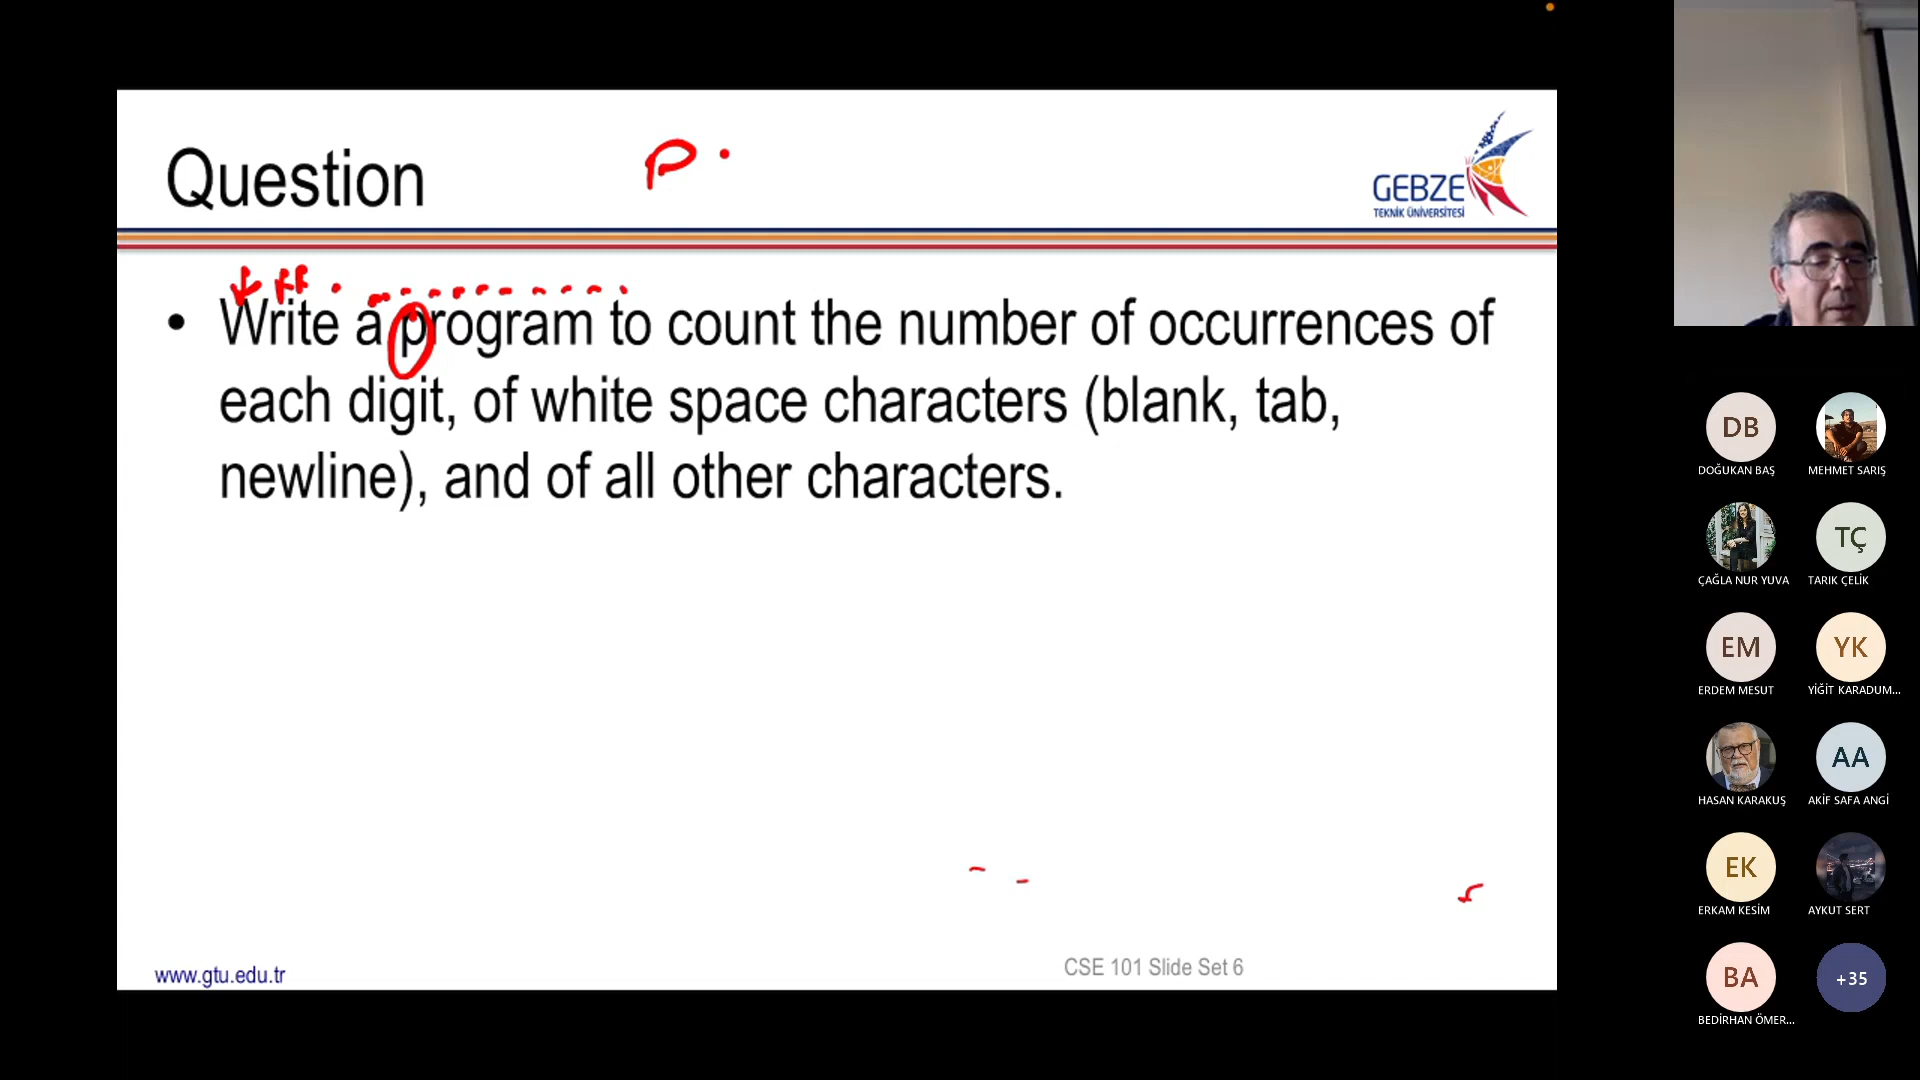 Question
P
GEBZE
TEKNİK ÜNİVERSİTESİ
• Write a program to count the number of occurrences of
each digit, of white space characters (blank, tab,
newline), and of all other characters.
www.gtu.edu.tr
CSE 101 Slide Set 6
DB
DOĞUKAN BAŞ
MEHMET SARIŞ
ÇAĞLA NUR YUVA
TÇ
TARIK ÇELİK
EM
ERDEM MESUT
YK
YİĞİT KARADUM...
HASAN KARAKUŞ
AA
AKİF SAFA ANGİ
EK
ERKAM KESİM
AYKUT SERT
BA
BEDİRHAN ÖMER...
+35